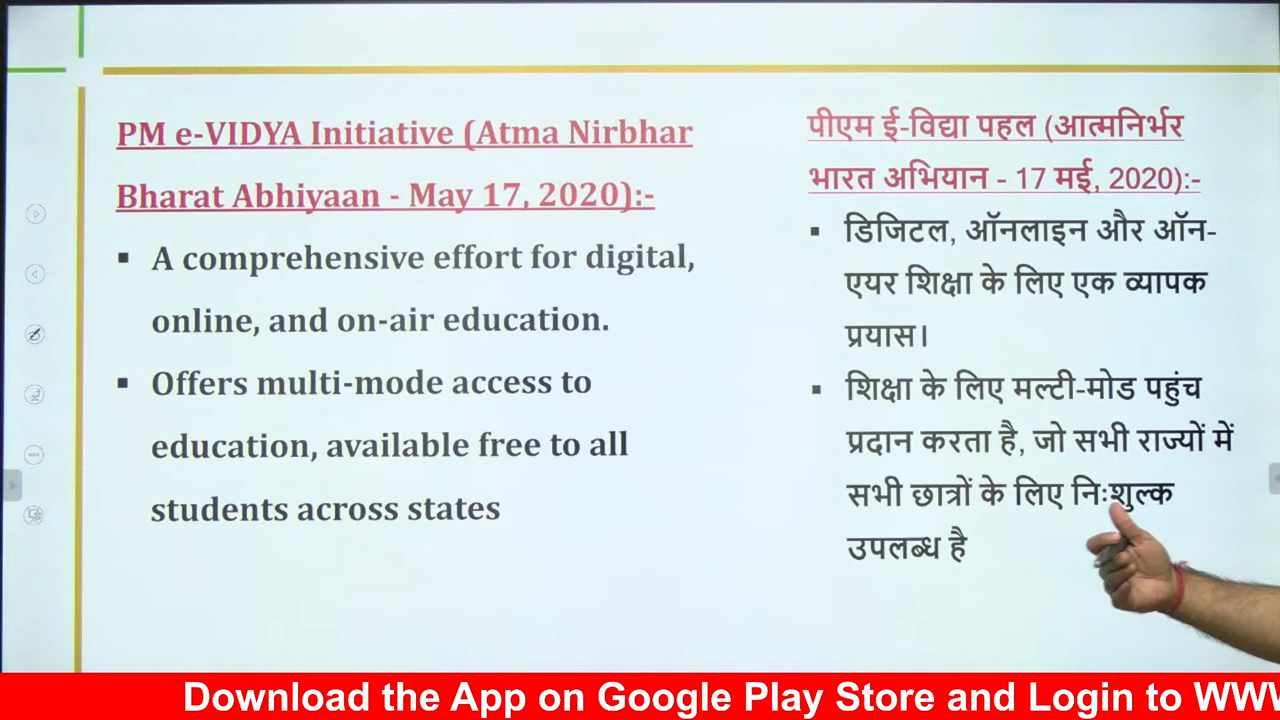 PM e-VIDYA Initiative (Atma Nirbhar
Bharat Abhiyaan - May 17, 2020):-
▪ A comprehensive effort for digital,
online, and on-air education.
▪ Offers multi-mode access to
education, available free to all
students across states
पीएम ई-विद्या पहल (आत्मनिर्भर
भारत अभियान - 17 मई, 2020):-
▪ डिजिटल, ऑनलाइन और ऑन-
एयर शिक्षा के लिए एक व्यापक
प्रयास।
▪ शिक्षा के लिए मल्टी-मोड पहुंच
प्रदान करता है, जो सभी राज्यों में
सभी छात्रों के लिए निःशुल्क
उपलब्ध है
Download the App on Google Play Store and Login to